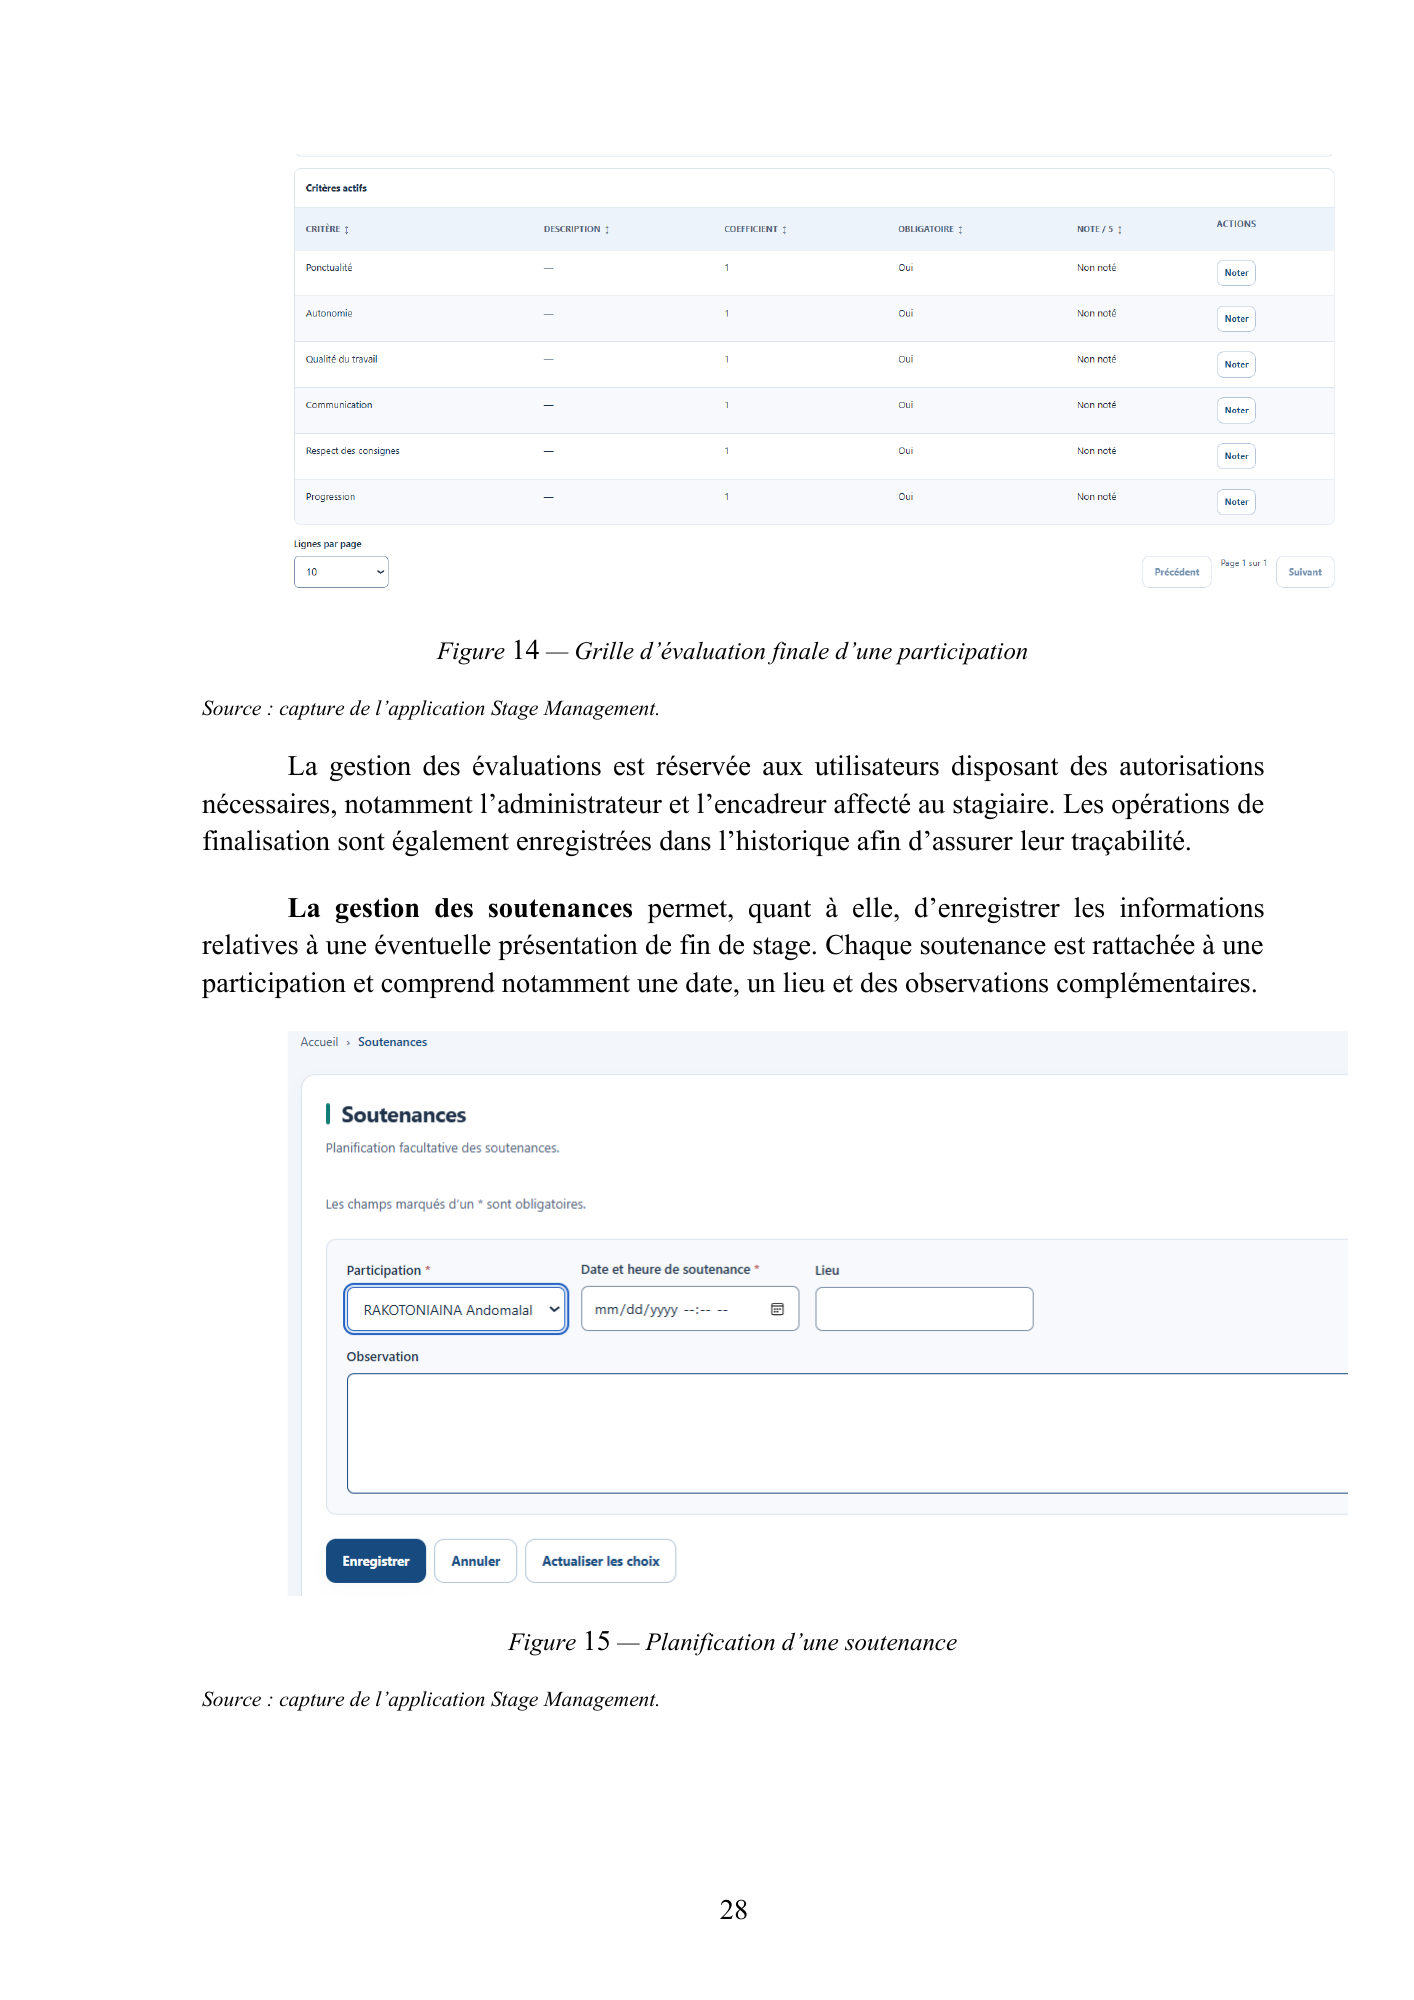 Critères actifs
CRITÈRE ↕ DESCRIPTION ↕ COEFFICIENT ↕ OBLIGATOIRE ↕ NOTE / 5 ↕ ACTIONS
Ponctualité — 1 Oui Non noté Noter
Autonomie — 1 Oui Non noté Noter
Qualité du travail — 1 Oui Non noté Noter
Communication — 1 Oui Non noté Noter
Respect des consignes — 1 Oui Non noté Noter
Progression — 1 Oui Non noté Noter
Lignes par page
10 Précédent Page 1 sur 1 Suivant
Figure 14 — Grille d’évaluation finale d’une participation
Source : capture de l’application Stage Management.
La gestion des évaluations est réservée aux utilisateurs disposant des autorisations
nécessaires, notamment l’administrateur et l’encadreur affecté au stagiaire. Les opérations de
finalisation sont également enregistrées dans l’historique afin d’assurer leur traçabilité.
La gestion des soutenances permet, quant à elle, d’enregistrer les informations
relatives à une éventuelle présentation de fin de stage. Chaque soutenance est rattachée à une
participation et comprend notamment une date, un lieu et des observations complémentaires.
Accueil › Soutenances
Soutenances
Planification facultative des soutenances.
Les champs marqués d’un * sont obligatoires.
Participation * Date et heure de soutenance * Lieu
RAKOTONIAINA Andomalal mm/dd/yyyy --:-- --
Observation
Enregistrer Annuler Actualiser les choix
Figure 15 — Planification d’une soutenance
Source : capture de l’application Stage Management.
28